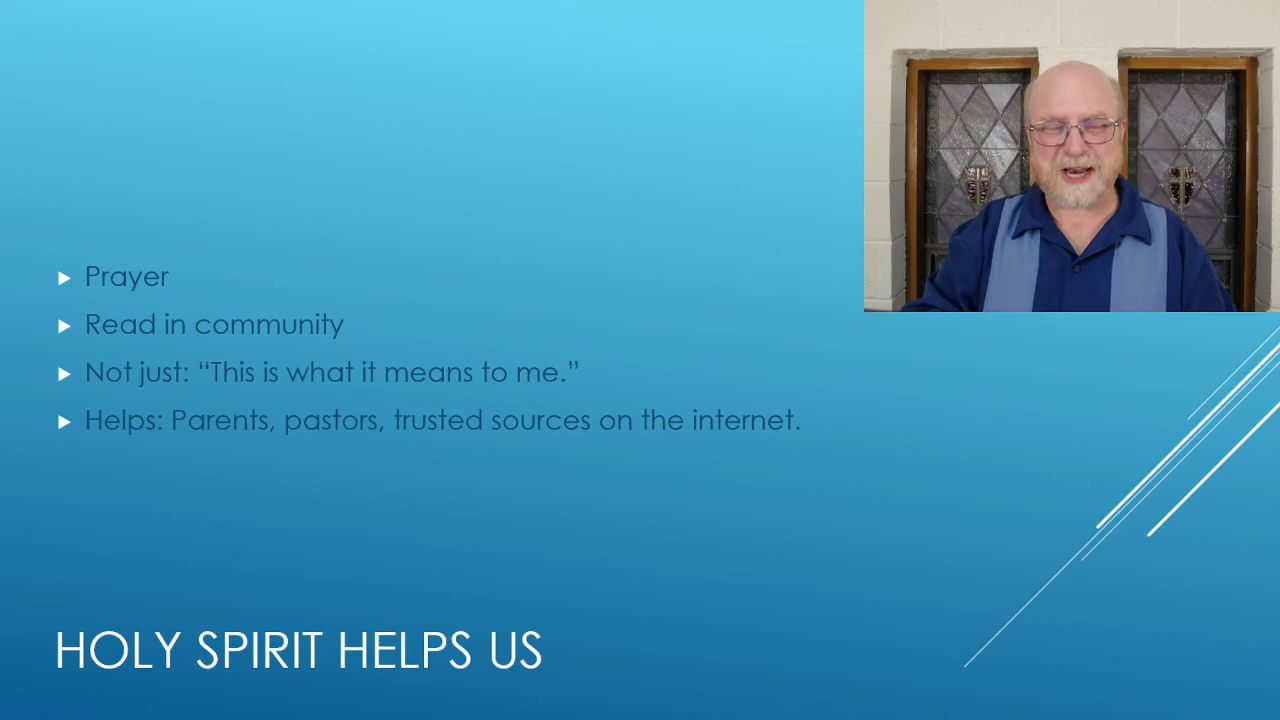 Prayer
Read in community
Not just: “This is what it means to me.”
Helps: Parents, pastors, trusted sources on the internet.
HOLY SPIRIT HELPS US